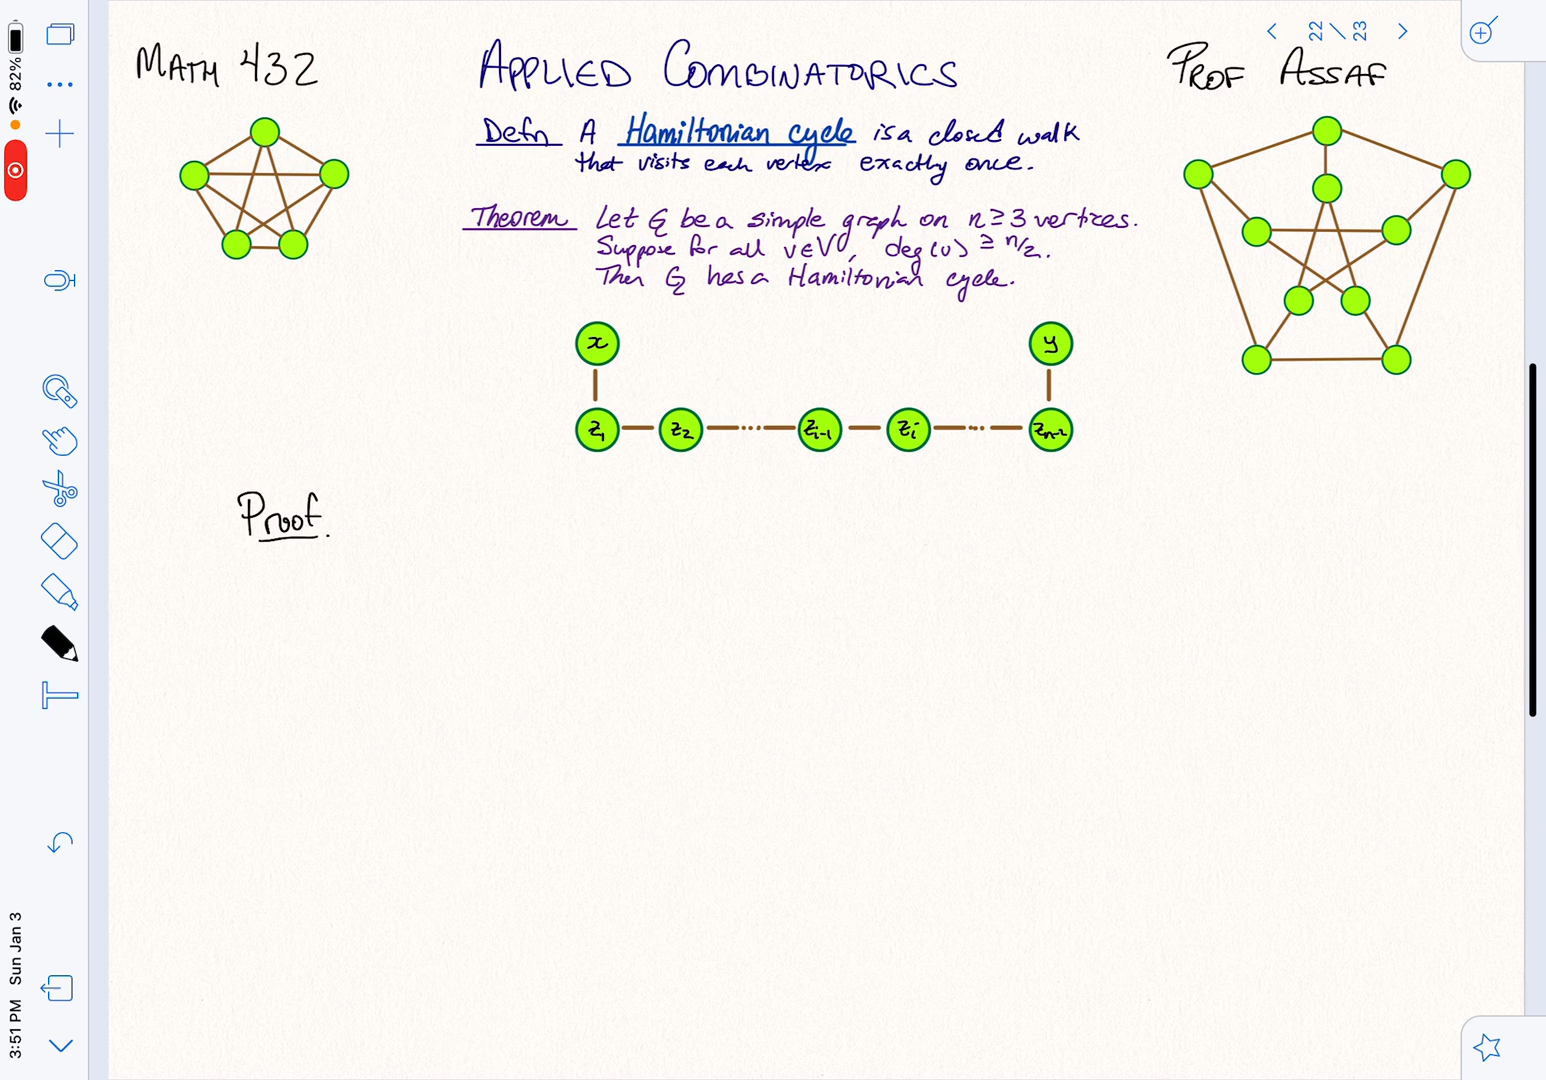 MATH 432
APPLIED COMBINATORICS
PROF ASSAF
22 / 23
82%
Defn A Hamiltonian cycle is a closed walk
that visits each vertex exactly once.
Theorem Let G be a simple graph on n ≥ 3 vertices.
Suppose for all v∈V, deg(v) ≥ n/2.
Then G has a Hamiltonian cycle.
x y
z₁ z₂ ... zᵢ₋₁ zᵢ ... zₙ₋₂
Proof.
T
3:51 PM Sun Jan 3